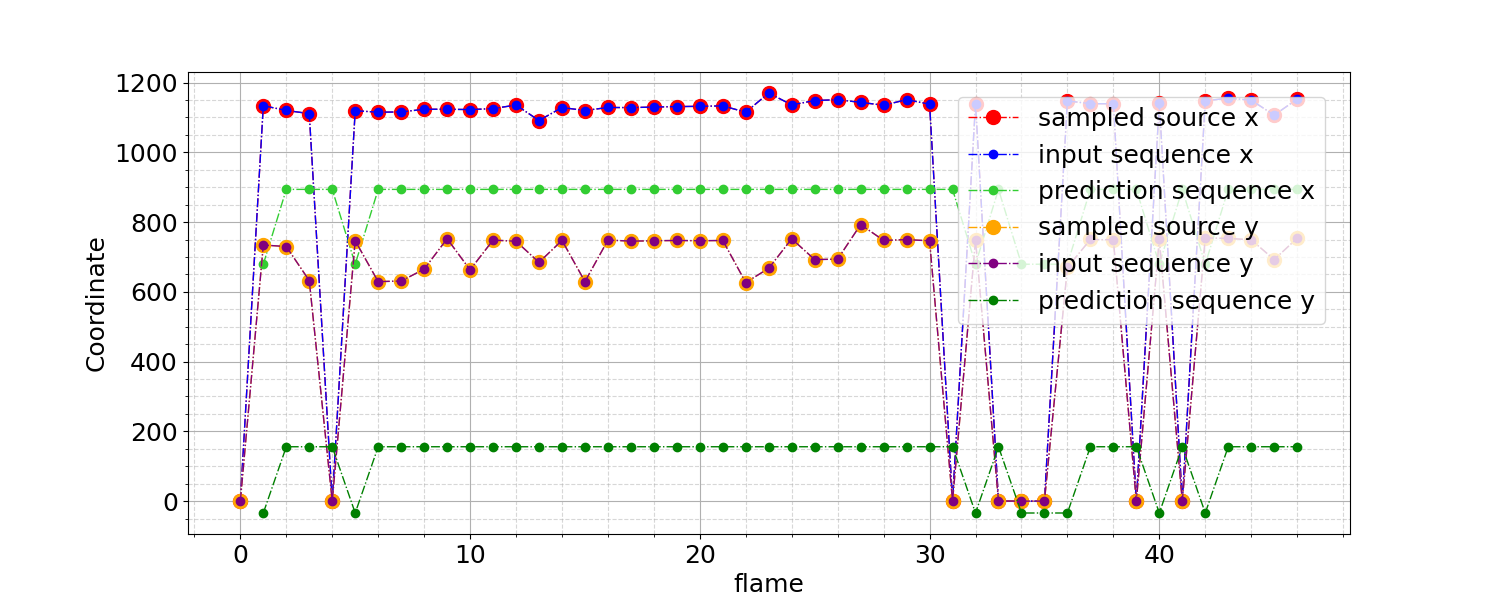 1200
1000
800
600
400
200
0
Coordinate
0 10 20 30 40
flame
sampled source x
input sequence x
prediction sequence x
sampled source y
input sequence y
prediction sequence y